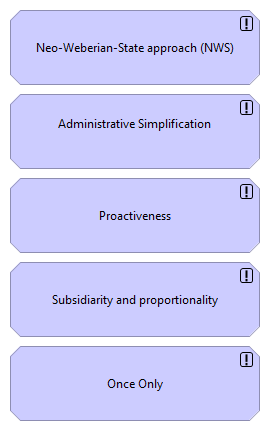 Neo-Weberian-State approach (NWS)
Administrative Simplification
Proactiveness
Subsidiarity and proportionality
Once Only